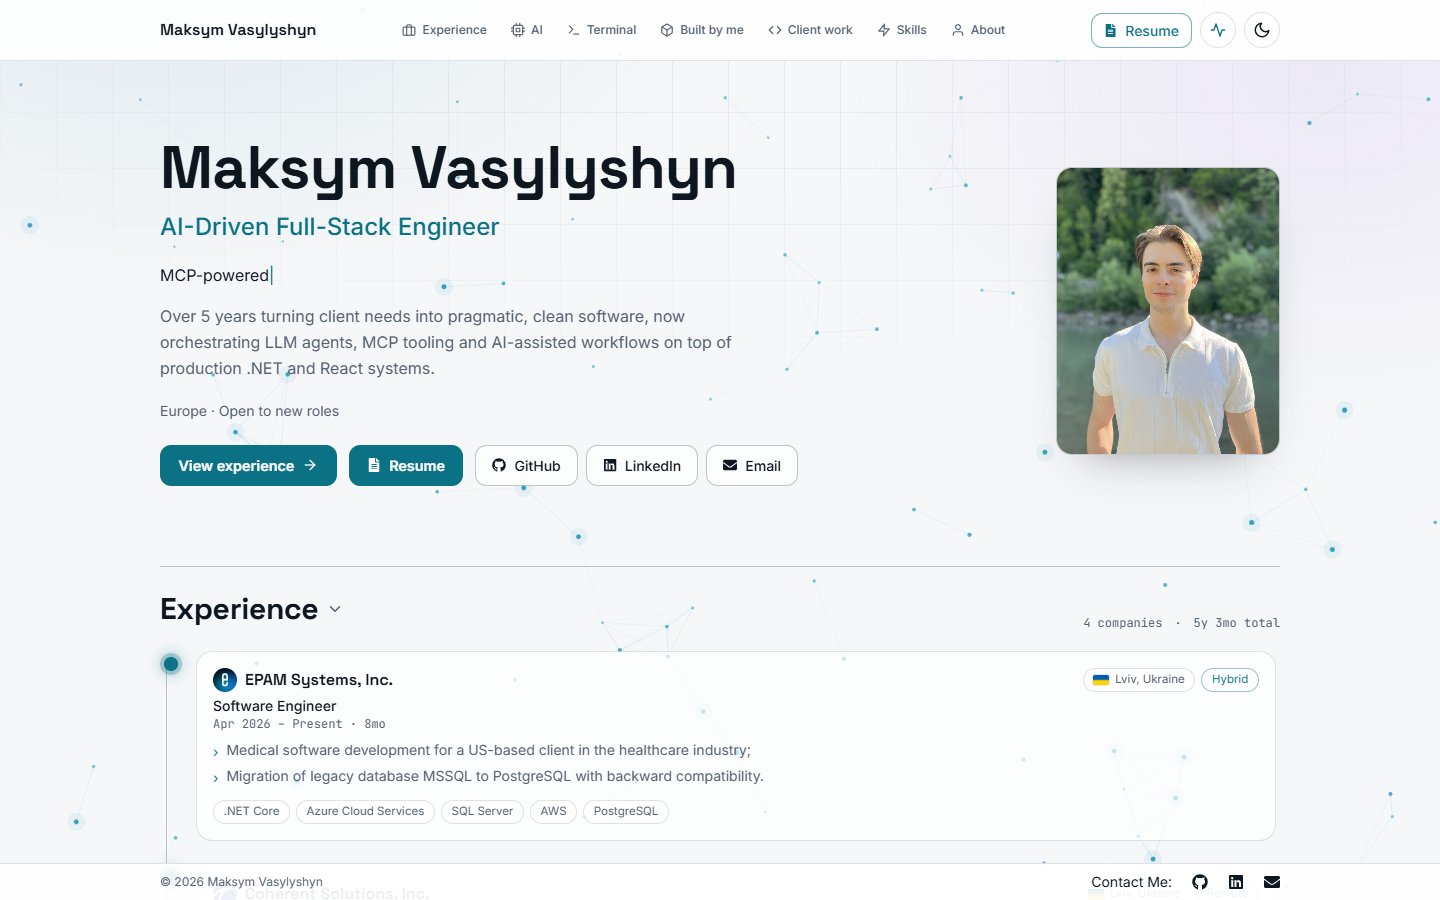 Maksym Vasylyshyn
Experience
AI
Terminal
Built by me
Client work
Skills
About
Resume
Maksym Vasylyshyn
AI-Driven Full-Stack Engineer
MCP-powered
Over 5 years turning client needs into pragmatic, clean software, now
orchestrating LLM agents, MCP tooling and AI-assisted workflows on top of
production .NET and React systems.
Europe · Open to new roles
View experience
Resume
GitHub
LinkedIn
Email
Experience
4 companies · 5y 3mo total
EPAM Systems, Inc.
Lviv, Ukraine
Hybrid
Software Engineer
Apr 2026 – Present · 8mo
› Medical software development for a US-based client in the healthcare industry;
› Migration of legacy database MSSQL to PostgreSQL with backward compatibility.
.NET Core
Azure Cloud Services
SQL Server
AWS
PostgreSQL
© 2026 Maksym Vasylyshyn
Contact Me:
Coherent Solutions, Inc.